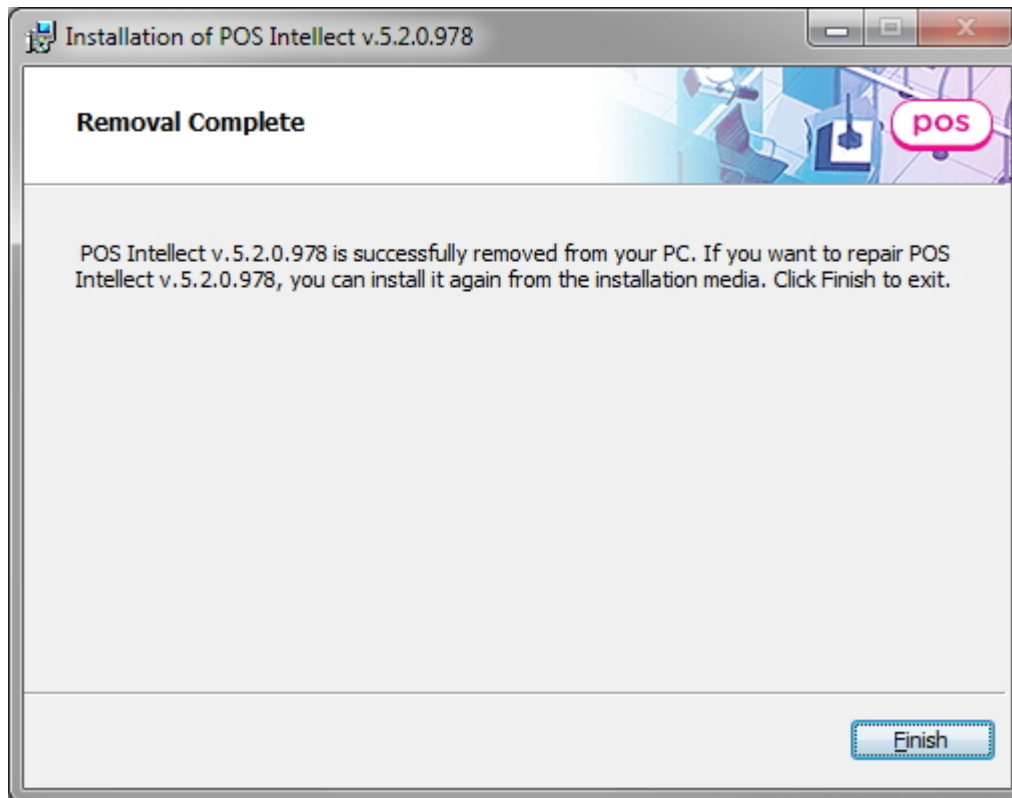 Installation of POS Intellect v.5.2.0.978
Removal Complete
pos
POS Intellect v.5.2.0.978 is successfully removed from your PC. If you want to repair POS
Intellect v.5.2.0.978, you can install it again from the installation media. Click Finish to exit.
Finish